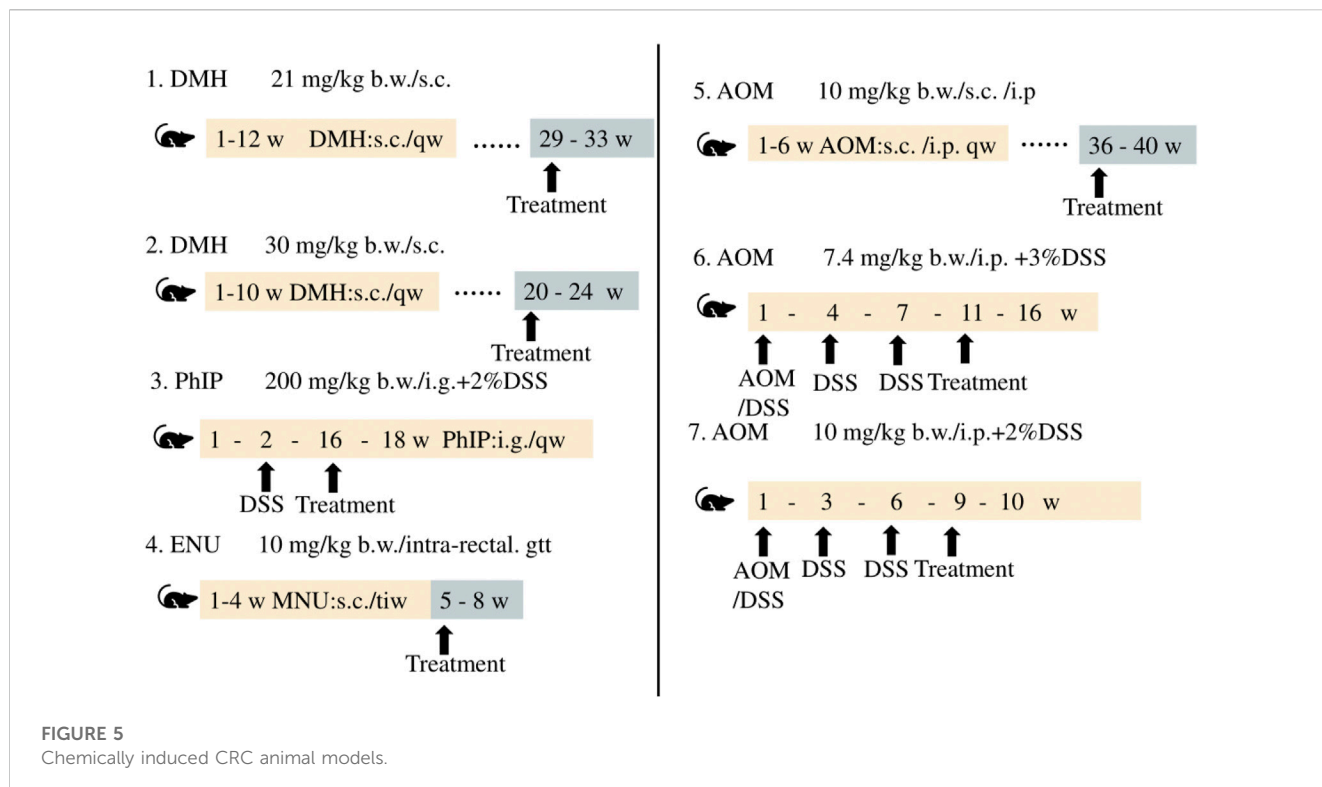 1. DMH 21 mg/kg b.w./s.c.
1-12 w DMH:s.c./qw ...... 29 - 33 w
Treatment
2. DMH 30 mg/kg b.w./s.c.
1-10 w DMH:s.c./qw ...... 20 - 24 w
Treatment
3. PhIP 200 mg/kg b.w./i.g.+2%DSS
1 - 2 - 16 - 18 w PhIP:i.g./qw
DSS Treatment
4. ENU 10 mg/kg b.w./intra-rectal. gtt
1-4 w MNU:s.c./tiw 5 - 8 w
Treatment
5. AOM 10 mg/kg b.w./s.c. /i.p
1-6 w AOM:s.c. /i.p. qw ...... 36 - 40 w
Treatment
6. AOM 7.4 mg/kg b.w./i.p. +3%DSS
1 - 4 - 7 - 11 - 16 w
AOM DSS DSS Treatment
/DSS
7. AOM 10 mg/kg b.w./i.p.+2%DSS
1 - 3 - 6 - 9 - 10 w
AOM DSS DSS Treatment
/DSS
FIGURE 5
Chemically induced CRC animal models.